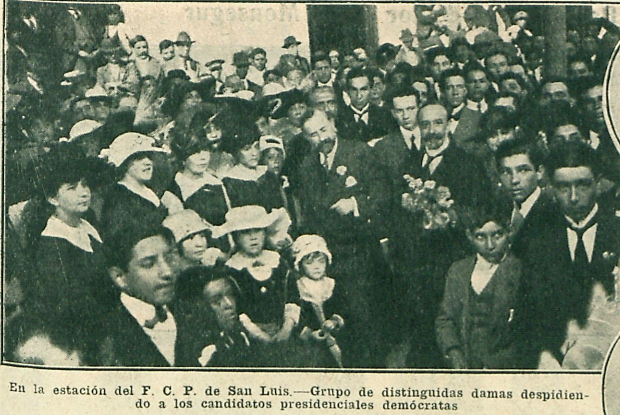 En la estación del F. C. P. de San Luis.—Grupo de distinguidas damas despidien-
do a los candidatos presidenciales demócratas